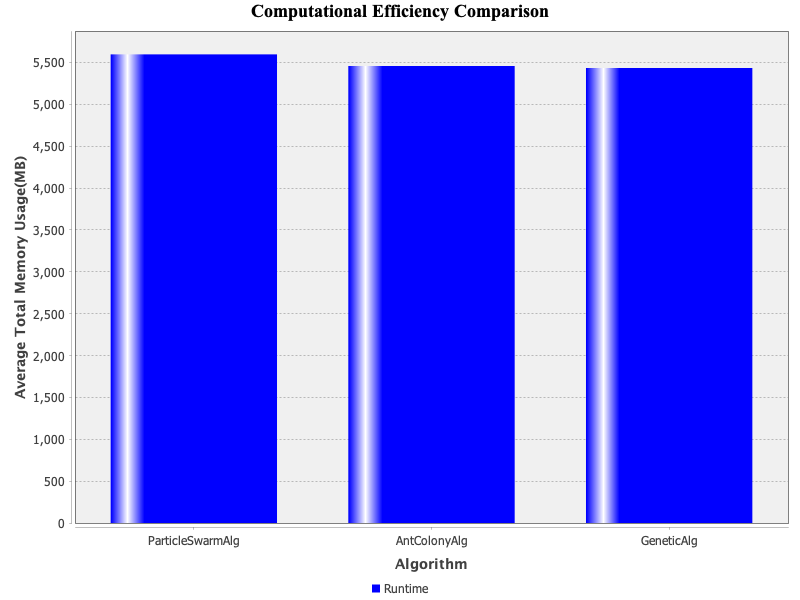 Computational Efficiency Comparison
Average Total Memory Usage(MB)
5,500
5,000
4,500
4,000
3,500
3,000
2,500
2,000
1,500
1,000
500
0
ParticleSwarmAlg AntColonyAlg GeneticAlg
Algorithm
Runtime